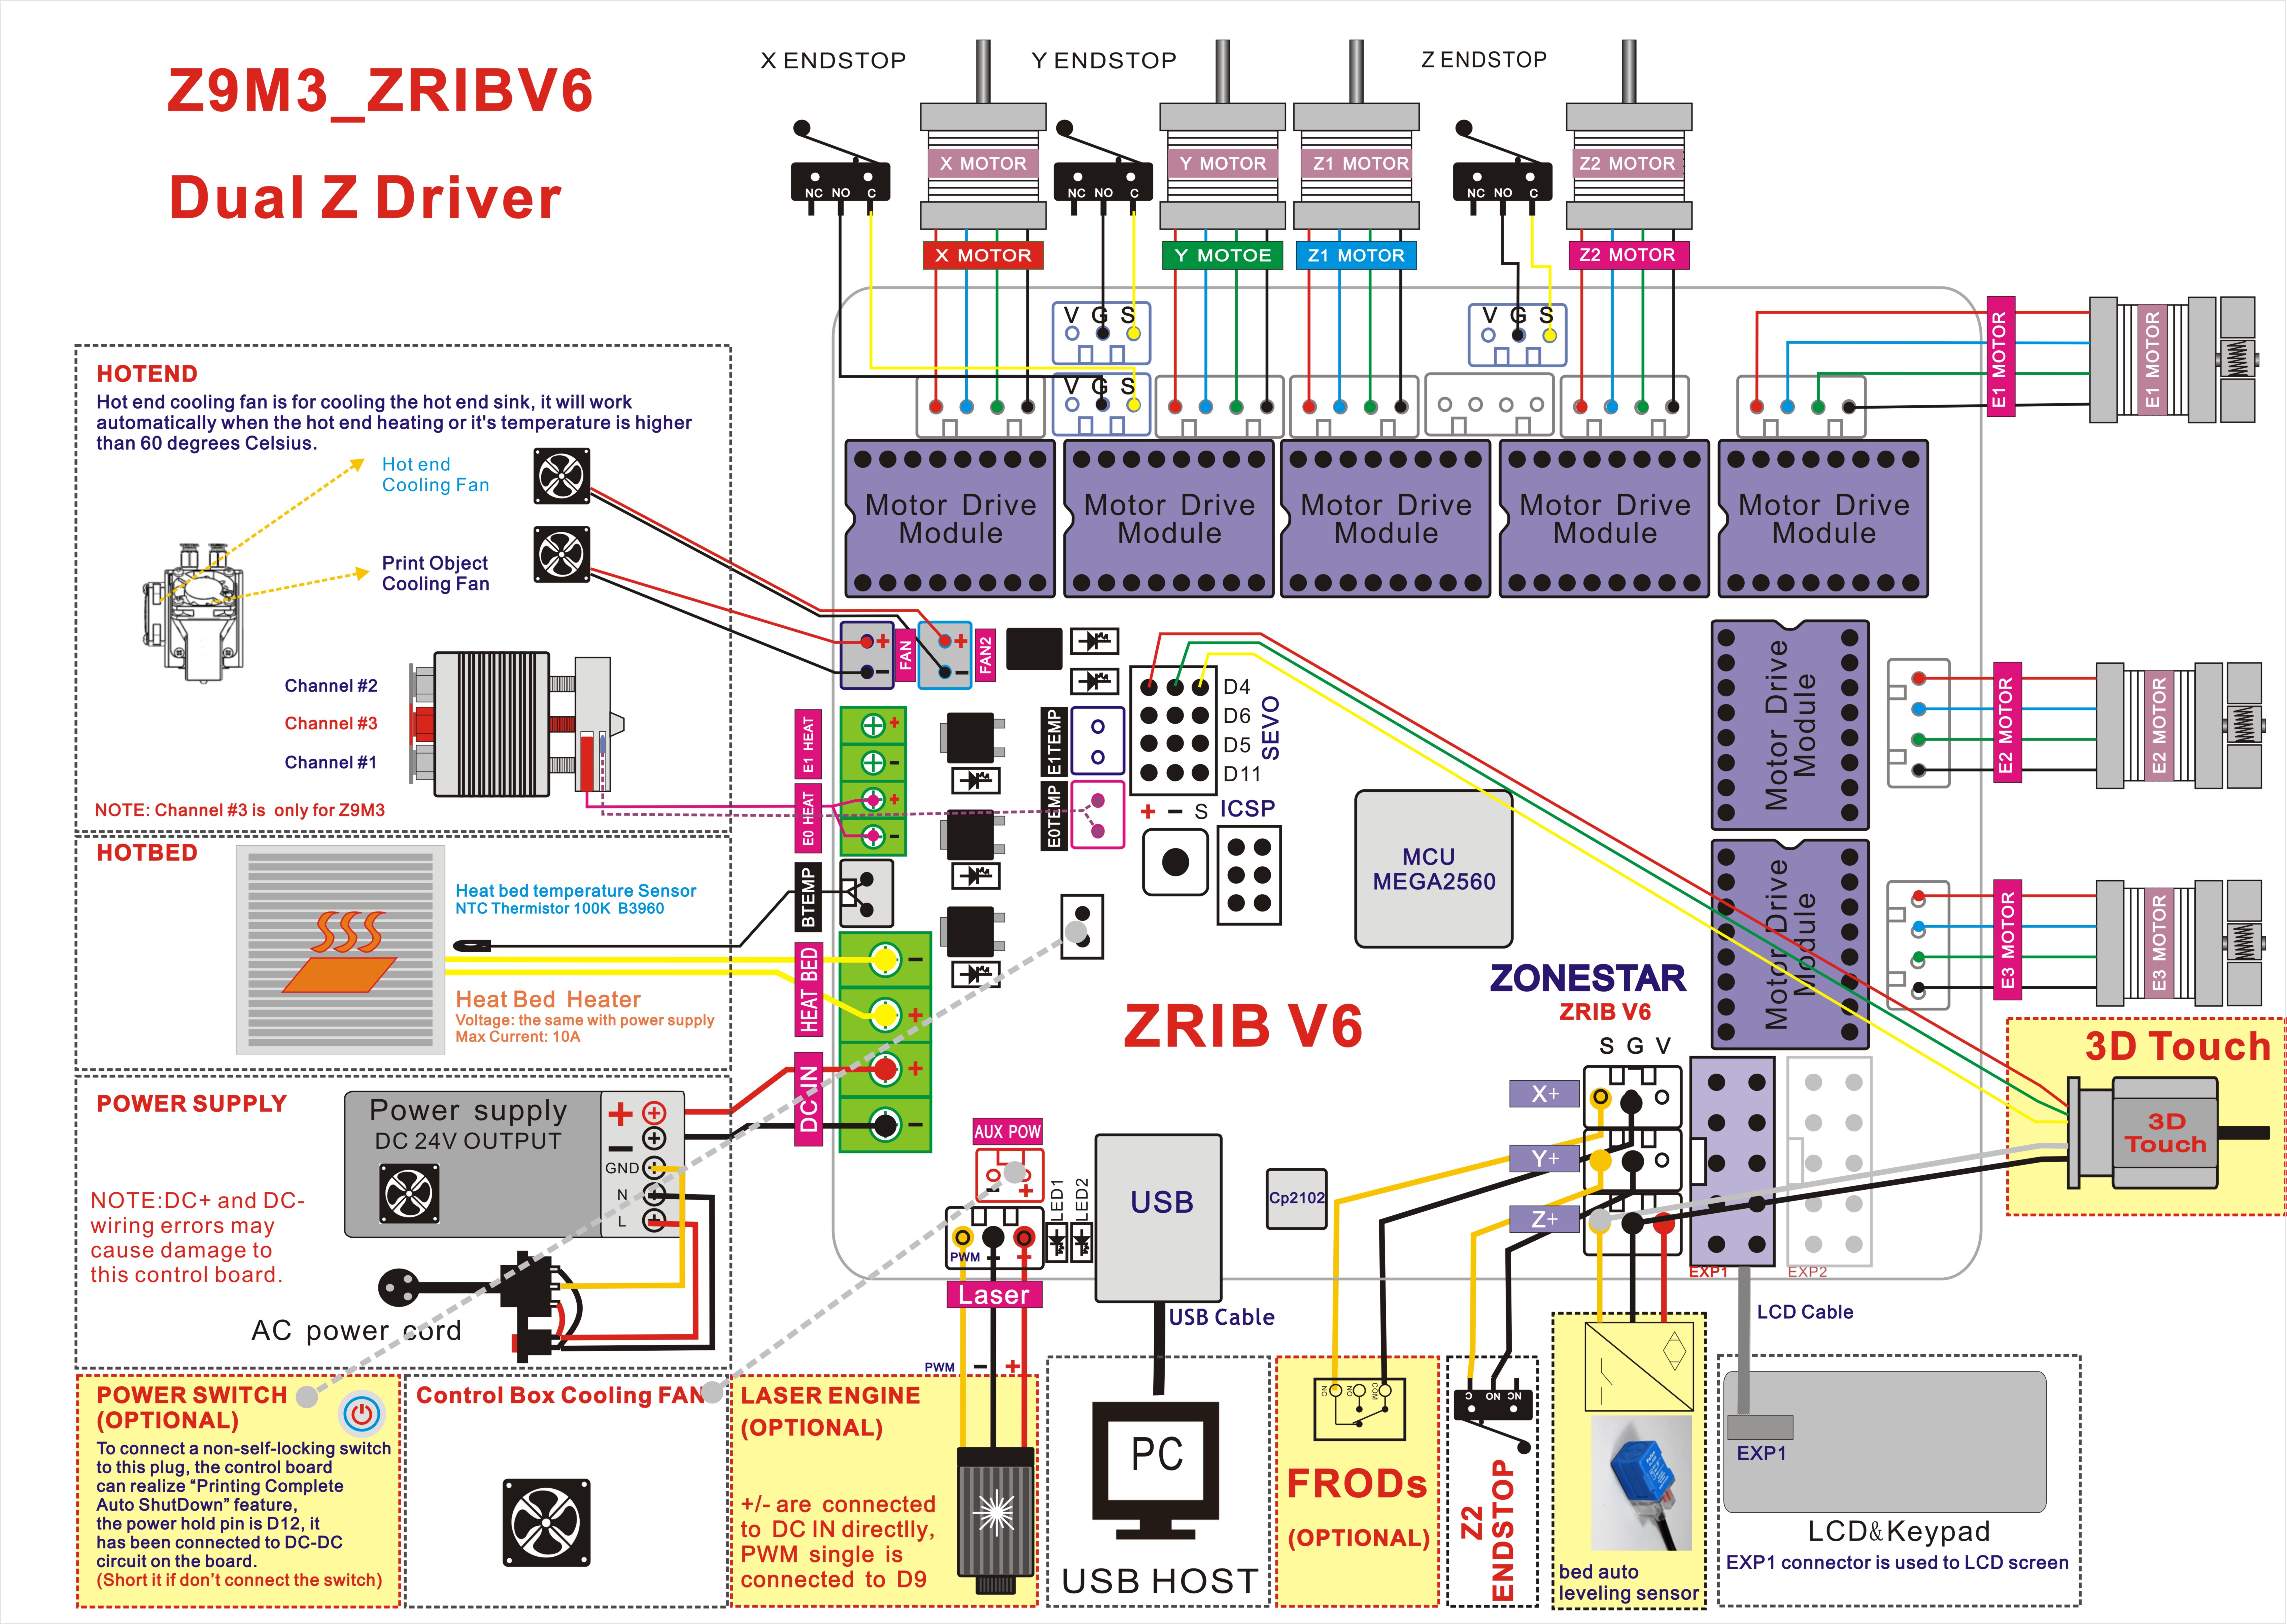 Z9M3_ZRIBV6
Dual Z Driver
X ENDSTOP
Y ENDSTOP
Z ENDSTOP
NC NO C
NC NO C
NC NO C
X MOTOR
Y MOTOR
Z1 MOTOR
Z2 MOTOR
X MOTOR
Y MOTOE
Z1 MOTOR
Z2 MOTOR
V G S
V G S
V G S
E1 MOTOR
E1 MOTOR
Motor Drive
Module
Motor Drive
Module
Motor Drive
Module
Motor Drive
Module
Motor Drive
Module
HOTEND
Hot end cooling fan is for cooling the hot end sink, it will work
automatically when the hot end heating or it's temperature is higher
than 60 degrees Celsius.
Hot end
Cooling Fan
Print Object
Cooling Fan
Channel #2
Channel #3
Channel #1
NOTE: Channel #3 is only for Z9M3
+
-
FAN
+
-
FAN2
E1 HEAT
+
-
E0 HEAT
+
-
E1TEMP
E0TEMP
D4
D6
D5
D11
SEVO
+ - S
ICSP
MCU
MEGA2560
Motor Drive
Module
E2 MOTOR
E2 MOTOR
Motor Drive
Module
E3 MOTOR
E3 MOTOR
HOTBED
Heat bed temperature Sensor
NTC Thermistor 100K B3960
Heat Bed Heater
Voltage: the same with power supply
Max Current: 10A
BTEMP
HEAT BED
-
+
DC IN
+
-
ZRIB V6
ZONESTAR
ZRIB V6
S G V
X+
Y+
Z+
EXP1
EXP2
3D Touch
3D
Touch
POWER SUPPLY
Power supply
DC 24V OUTPUT
+
-
GND
N
L
NOTE:DC+ and DC-
wiring errors may
cause damage to
this control board.
AC power cord
AUX POW
- +
LED1
LED2
PWM - +
Laser
PWM - +
USB
Cp2102
USB Cable
LCD Cable
POWER SWITCH
(OPTIONAL)
To connect a non-self-locking switch
to this plug, the control board
can realize “Printing Complete
Auto ShutDown” feature,
the power hold pin is D12, it
has been connected to DC-DC
circuit on the board.
(Short it if don't connect the switch)
Control Box Cooling FAN
LASER ENGINE
(OPTIONAL)
+/- are connected
to DC IN directlly,
PWM single is
connected to D9
PC
USB HOST
NC NO COM
FRODs
(OPTIONAL)
C NO NC
Z2
ENDSTOP
bed auto
leveling sensor
EXP1
LCD&Keypad
EXP1 connector is used to LCD screen